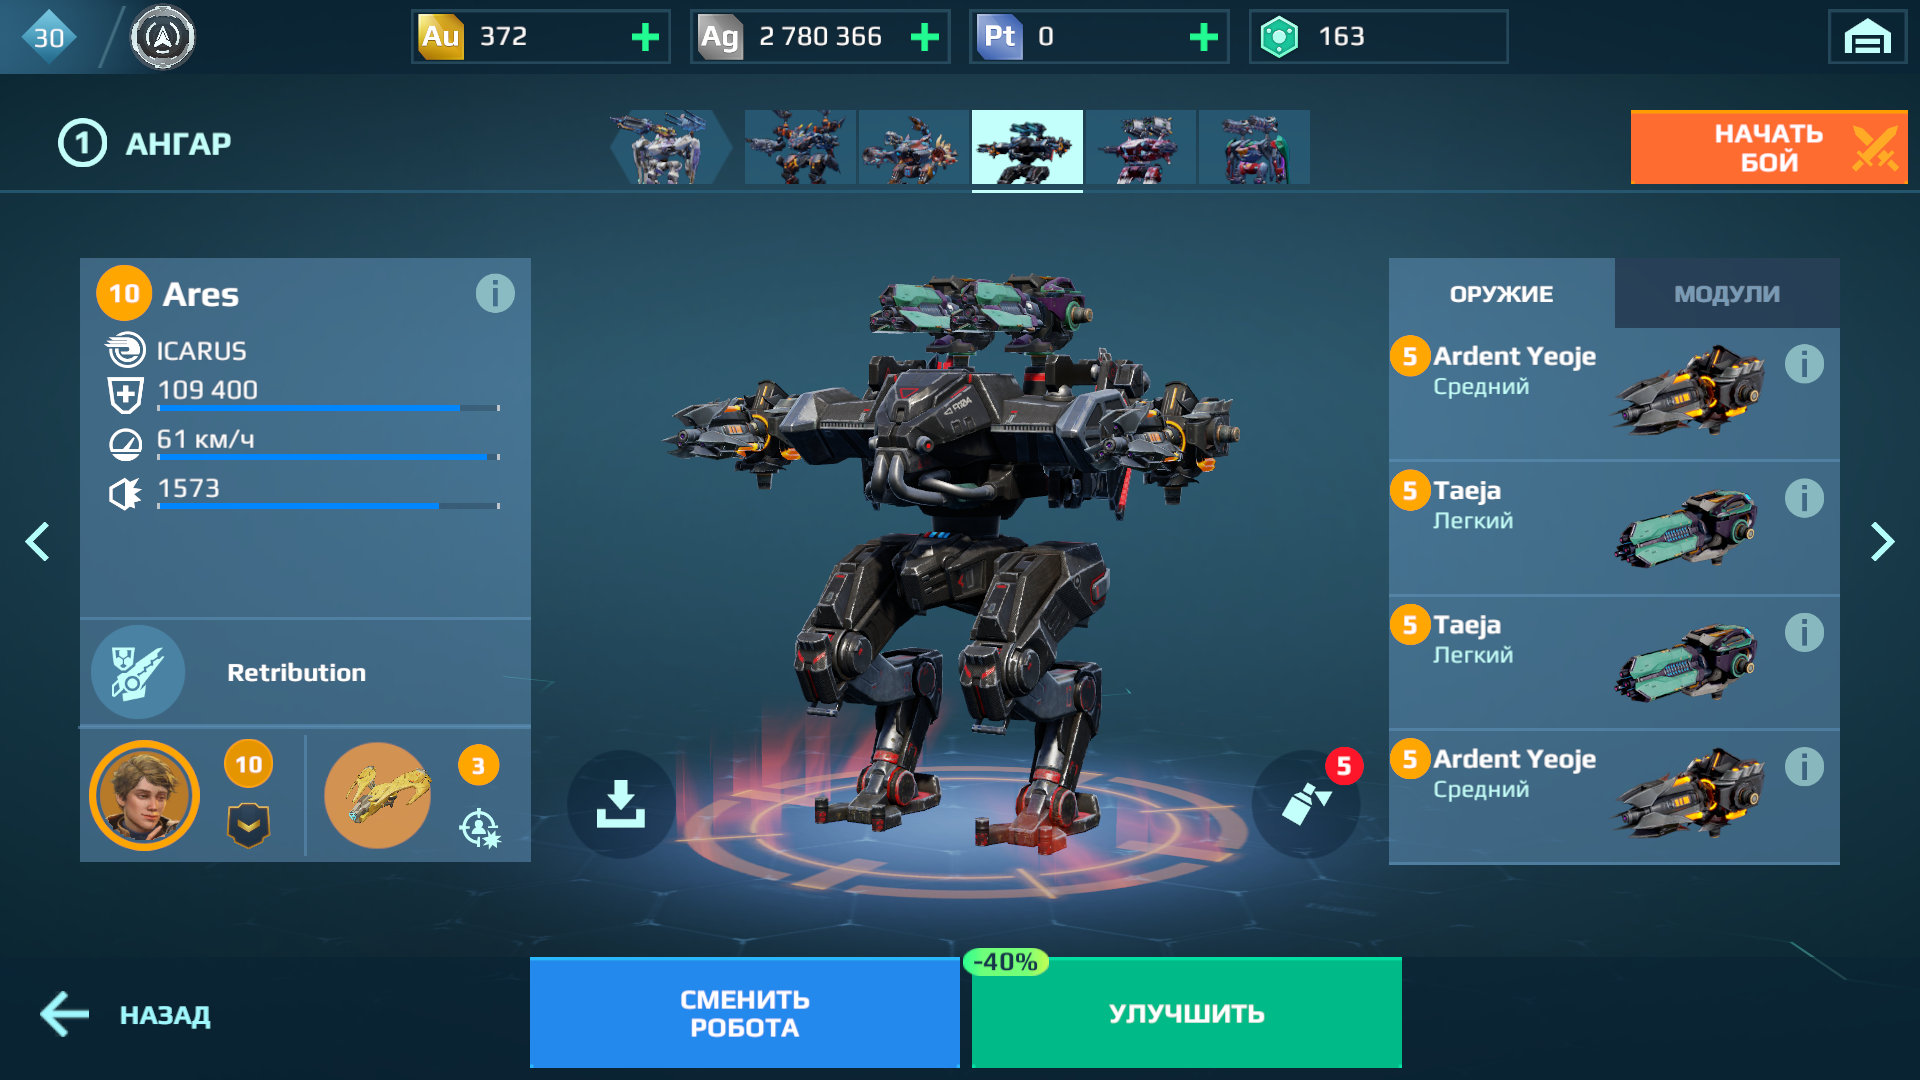 30
Au 372
Ag 2 780 366
Pt 0
163
1 АНГАР
НАЧАТЬ
БОЙ
10 Ares
ICARUS
109 400
61 км/ч
1573
Retribution
10
3
ОРУЖИЕ
МОДУЛИ
5 Ardent Yeoje
Средний
5 Taeja
Легкий
5 Taeja
Легкий
5 Ardent Yeoje
Средний
5
НАЗАД
СМЕНИТЬ
РОБОТА
-40%
УЛУЧШИТЬ